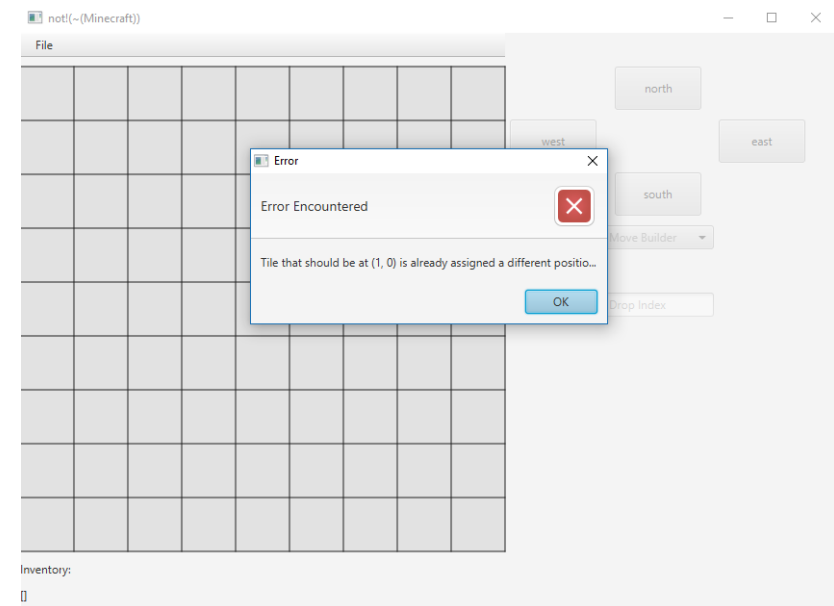 not!(~(Minecraft))
File
north
west
east
Error
Error Encountered
south
Move Builder
Tile that should be at (1, 0) is already assigned a different positio...
OK
Drop Index
Inventory:
[]